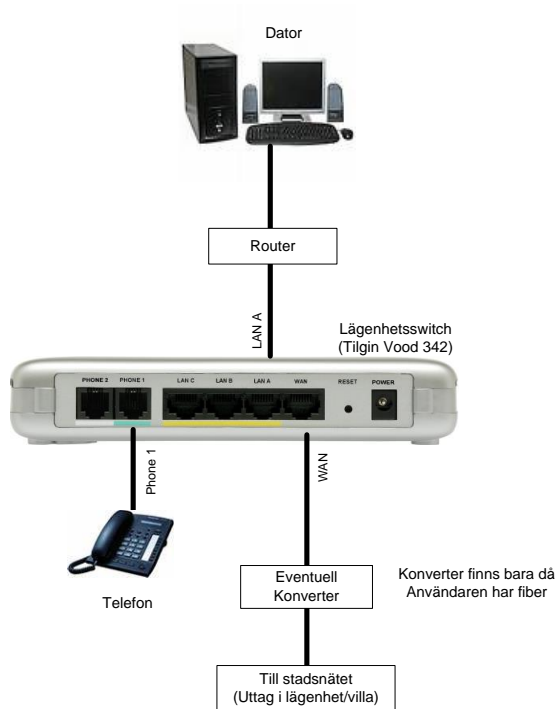 Dator
Router
LAN A
Lägenhetsswitch
(Tilgin Vood 342)
PHONE 2 PHONE 1 LAN C LAN B LAN A WAN RESET POWER
Phone 1
WAN
Telefon
Eventuell
Konverter
Konverter finns bara då
Användaren har fiber
Till stadsnätet
(Uttag i lägenhet/villa)